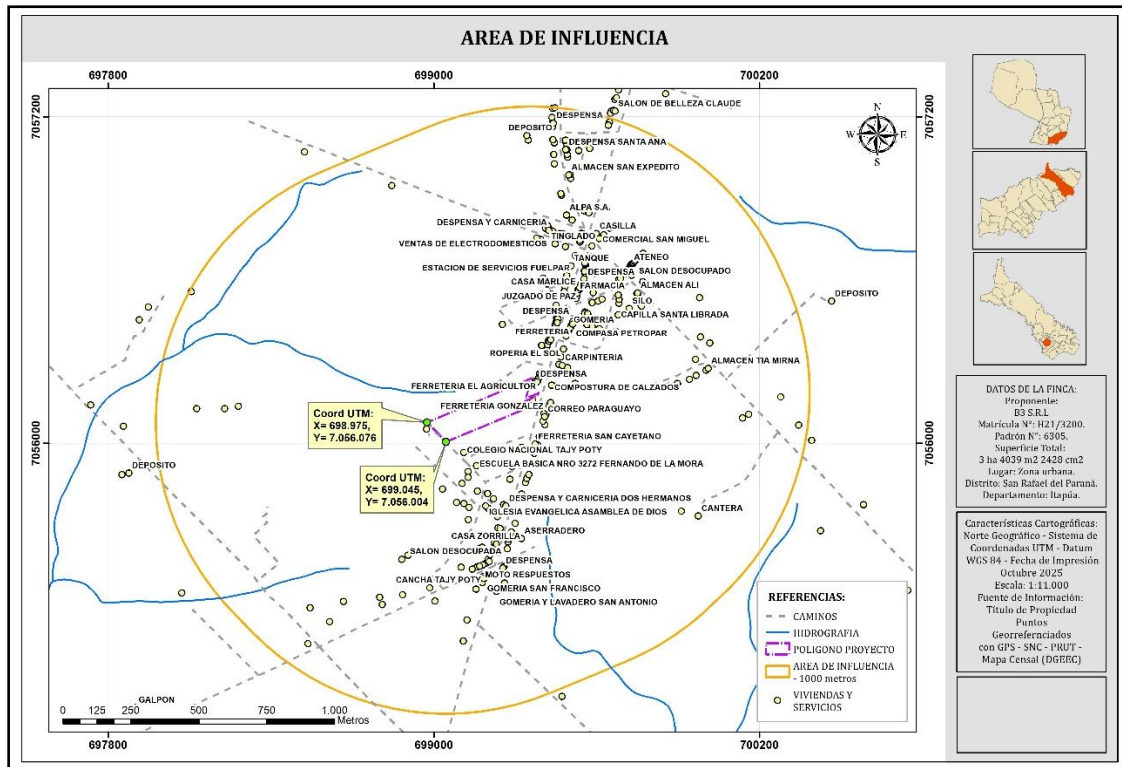 AREA DE INFLUENCIA
697800
699000
700200
7057200
7057200
7056000
7056000
697800
699000
700200
N
W
E
S
SALON DE BELLEZA CLAUDE
DESPENSA
DEPOSITO
DESPENSA SANTA ANA
ALMACEN SAN EXPEDITO
ALPA S.A.
DESPENSA Y CARNICERIA
CASILLA
TINGLADO
COMERCIAL SAN MIGUEL
VENTAS DE ELECTRODOMESTICOS
TANQUE
ATENEO
ESTACION DE SERVICIOS FUELPAR
DESPENSA
SALON DESOCUPADO
CASA MARLICE
FARMACIA
ALMACEN ALI
JUZGADO DE PAZ
SILO
DEPOSITO
DESPENSA
GOMERIA
CAPILLA SANTA LIBRADA
FERRETERIA
COMPASA PETROPAR
ROPERIA EL SOL
CARPINTERIA
ALMACEN TIA MIRNA
DESPENSA
FERRETERIA EL AGRICULTOR
COMPOSTURA DE CALZADOS
FERRETERIA GONZALEZ
CORREO PARAGUAYO
Coord UTM:
X= 698.975,
Y= 7.056.076
FERRETERIA SAN CAYETANO
COLEGIO NACIONAL TAJY POTY
ESCUELA BASICA NRO 3272 FERNANDO DE LA MORA
DEPOSITO
Coord UTM:
X= 699.045,
Y= 7.056.004
DESPENSA Y CARNICERIA DOS HERMANOS
IGLESIA EVANGELICA ASAMBLEA DE DIOS
CANTERA
CASA ZORRILLA
ASERRADERO
SALON DESOCUPADA
DESPENSA
MOTO RESPUESTOS
CANCHA TAJY POTY
GOMERIA SAN FRANCISCO
GOMERIA Y LAVADERO SAN ANTONIO
GALPON
0 125 250 500 750 1.000
Metros
REFERENCIAS:
CAMINOS
HIDROGRAFIA
POLIGONO PROYECTO
AREA DE INFLUENCIA
- 1000 metros
VIVIENDAS Y
SERVICIOS
DATOS DE LA FINCA:
Proponente:
B3 S.R.L
Matrícula N°: H21/3200.
Padrón N°: 6305.
Superficie Total:
3 ha 4039 m2 2428 cm2
Lugar: Zona urbana.
Distrito: San Rafael del Paraná.
Departamento: Itapúa.
Características Cartográficas:
Norte Geográfico - Sistema de
Coordenadas UTM - Datum
WGS 84 - Fecha de Impresión
Octubre 2025
Escala: 1:11.000
Fuente de Información:
Título de Propiedad
Puntos
Georreferenciados
con GPS - SNC - PRUT -
Mapa Censal (DGEEC)